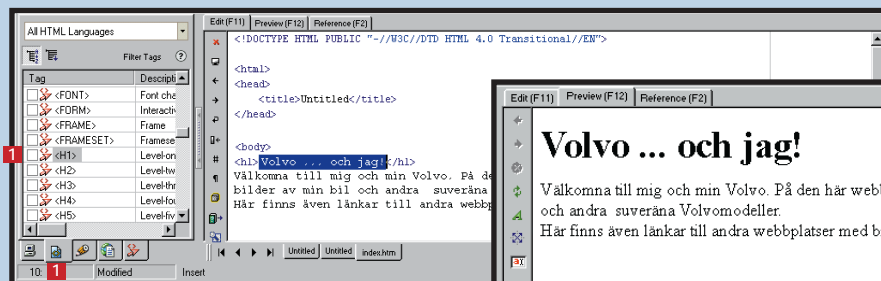 All HTML Languages
Filter Tags ?
Tag Descripti
<FONT> Font cha
<FORM> Interactiv
<FRAME> Frame
<FRAMESET> Framese
1 <H1> Level-on
<H2> Level-tw
<H3> Level-thr
<H4> Level-fou
<H5> Level-fiv
10: 1 Modified Insert
Edit (F11) Preview (F12) Reference (F2)
<!DOCTYPE HTML PUBLIC "-//W3C//DTD HTML 4.0 Transitional//EN">
<html>
<head>
<title>Untitled</title>
</head>
<body>
<h1>Volvo ... och jag!</h1>
Välkomna till mig och min Volvo. På de
bilder av min bil och andra suveräna
Här finns även länkar till andra webbp
Untitled Untitled index.htm
Edit (F11) Preview (F12) Reference (F2)
Volvo ... och jag!
Välkomna till mig och min Volvo. På den här webb
och andra suveräna Volvomodeller.
Här finns även länkar till andra webbplatser med b